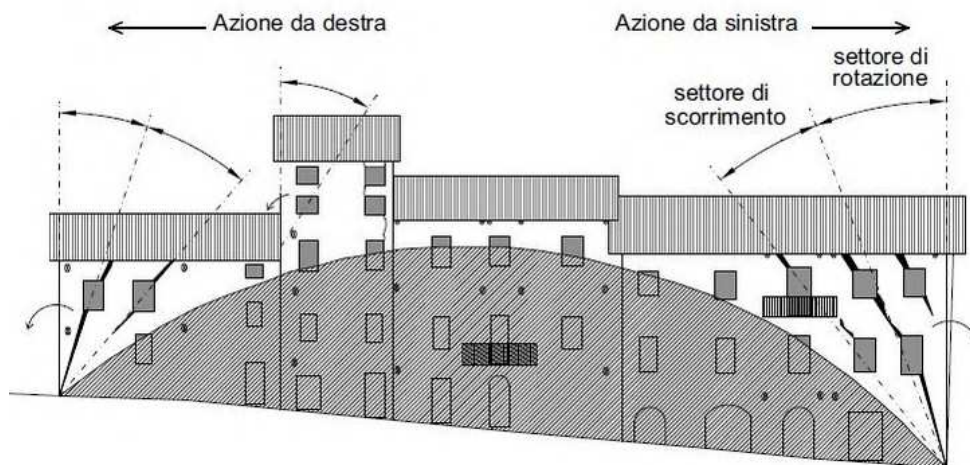 Azione da destra
Azione da sinistra
settore di
rotazione
settore di
scorrimento